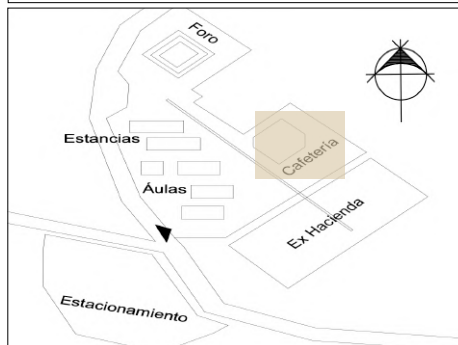 Foro
Estancias
Cafetería
Áulas
Ex Hacienda
Estacionamiento